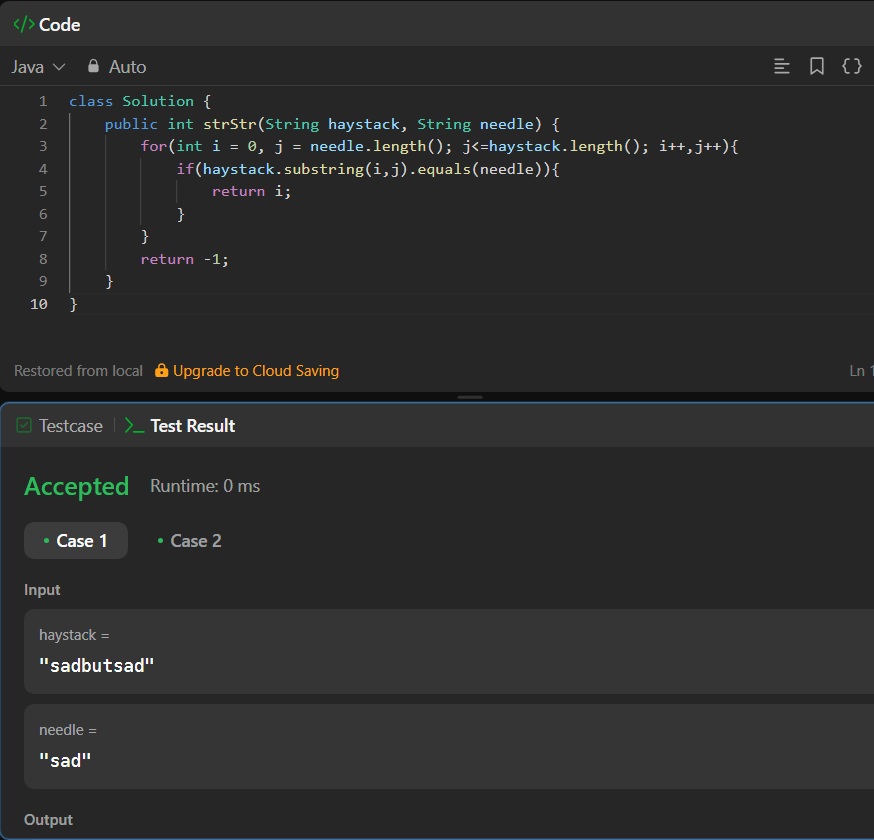 </> Code
Java Auto
1 class Solution {
2 public int strStr(String haystack, String needle) {
3 for(int i = 0, j = needle.length(); j<=haystack.length(); i++,j++){
4 if(haystack.substring(i,j).equals(needle)){
5 return i;
6 }
7 }
8 return -1;
9 }
10 }
Restored from local Upgrade to Cloud Saving Ln 1
Testcase | >_ Test Result
Accepted Runtime: 0 ms
• Case 1 • Case 2
Input
haystack =
"sadbutsad"
needle =
"sad"
Output